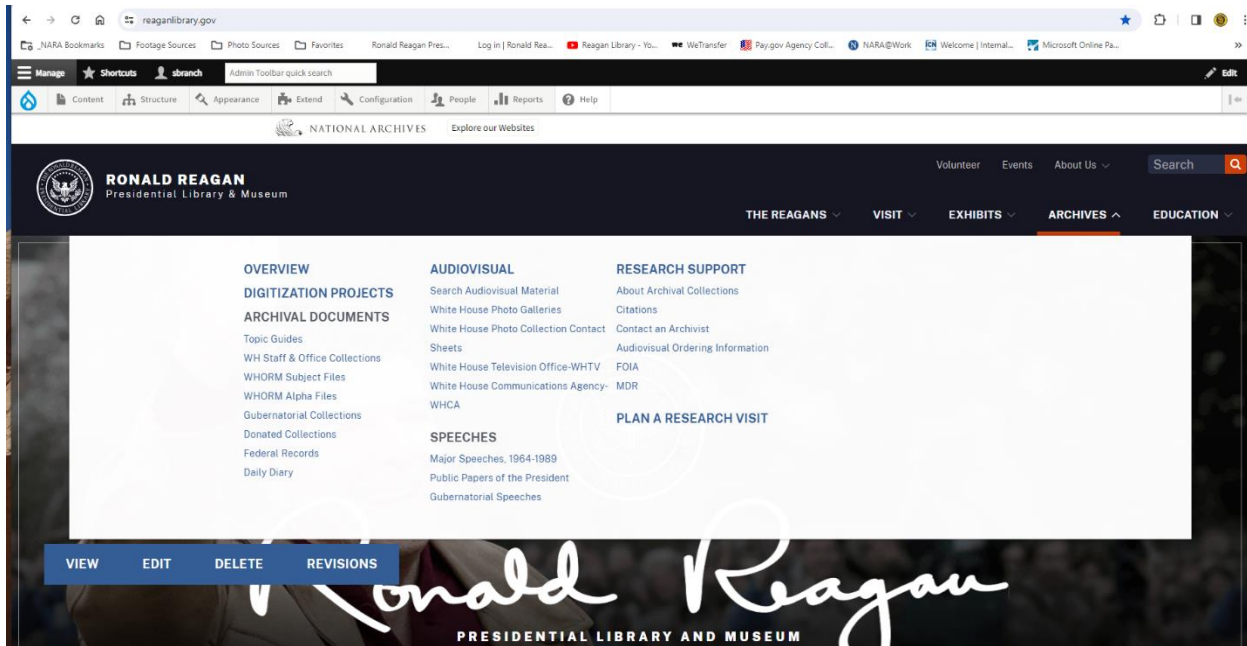 reaganlibrary.gov
_NARA Bookmarks Footage Sources Photo Sources Favorites Ronald Reagan Pres... Log in | Ronald Rea... Reagan Library - Yo... we WeTransfer Pay.gov Agency Coll... NARA@Work ICN Welcome | Internal... Microsoft Online Pa... »
Manage Shortcuts sbranch Admin Toolbar quick search Edit
Content Structure Appearance Extend Configuration People Reports Help
NATIONAL ARCHIVES Explore our Websites
Volunteer Events About Us Search
RONALD REAGAN
Presidential Library & Museum
THE REAGANS VISIT EXHIBITS ARCHIVES EDUCATION
OVERVIEW
DIGITIZATION PROJECTS
ARCHIVAL DOCUMENTS
Topic Guides
WH Staff & Office Collections
WHORM Subject Files
WHORM Alpha Files
Gubernatorial Collections
Donated Collections
Federal Records
Daily Diary
AUDIOVISUAL
Search Audiovisual Material
White House Photo Galleries
White House Photo Collection Contact
Sheets
White House Television Office-WHTV
White House Communications Agency-
WHCA
SPEECHES
Major Speeches, 1964-1989
Public Papers of the President
Gubernatorial Speeches
RESEARCH SUPPORT
About Archival Collections
Citations
Contact an Archivist
Audiovisual Ordering Information
FOIA
MDR
PLAN A RESEARCH VISIT
VIEW EDIT DELETE REVISIONS
Ronald Reagan
PRESIDENTIAL LIBRARY AND MUSEUM